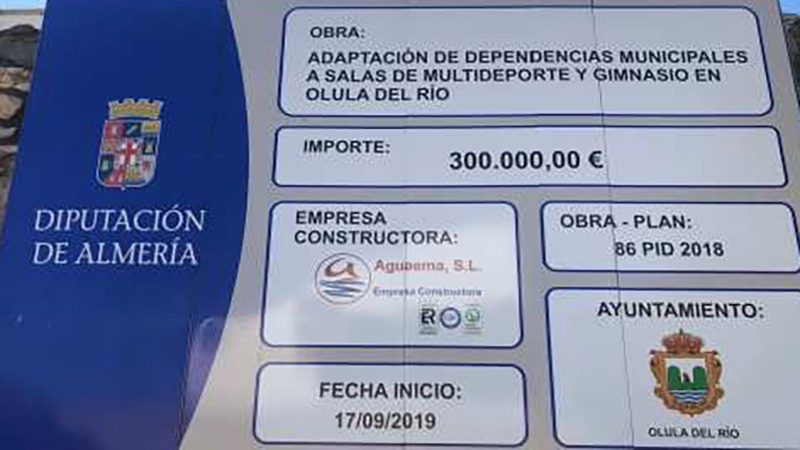 DIPUTACIÓN
DE ALMERÍA
OBRA:
ADAPTACIÓN DE DEPENDENCIAS MUNICIPALES
A SALAS DE MULTIDEPORTE Y GIMNASIO EN
OLULA DEL RÍO
IMPORTE:
300.000,00 €
EMPRESA
CONSTRUCTORA:
Empresa Constructora
ER
OBRA - PLAN:
86 PID 2018
AYUNTAMIENTO:
OLULA DEL RÍO
FECHA INICIO:
17/09/2019